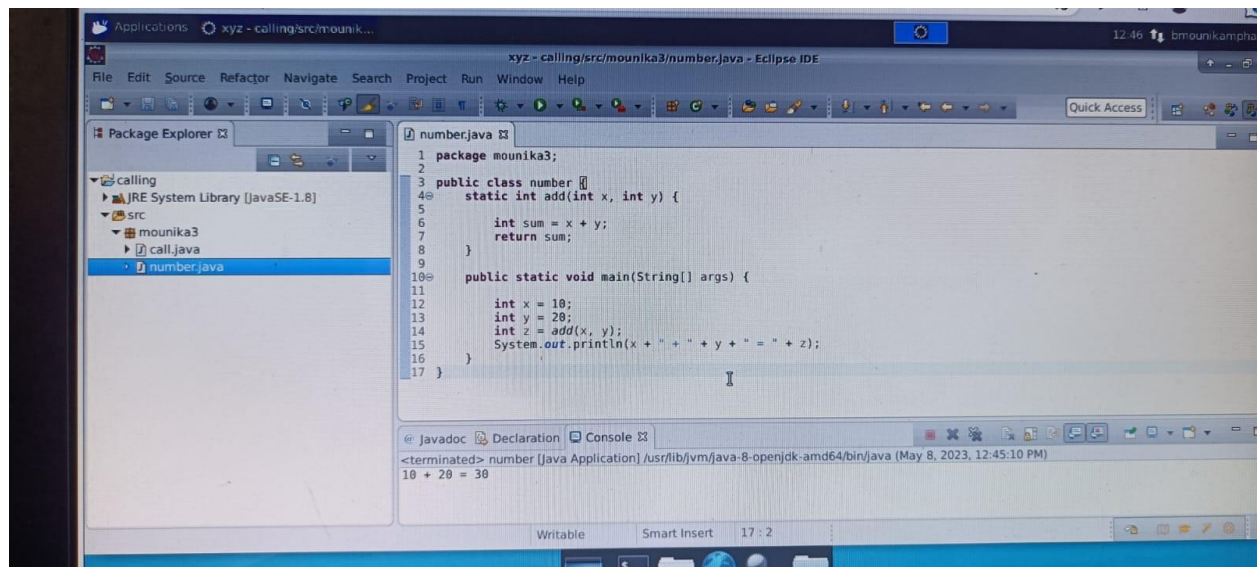 Applications xyz - calling/src/mounik...
12:46 bmounikampha
xyz - calling/src/mounika3/number.java - Eclipse IDE
File Edit Source Refactor Navigate Search Project Run Window Help
Quick Access
Package Explorer
calling
JRE System Library [JavaSE-1.8]
src
mounika3
call.java
number.java
number.java
1 package mounika3;
2
3 public class number {
4 static int add(int x, int y) {
5
6 int sum = x + y;
7 return sum;
8 }
9
10 public static void main(String[] args) {
11
12 int x = 10;
13 int y = 20;
14 int z = add(x, y);
15 System.out.println(x + " + " + y + " = " + z);
16 }
17 }
@ Javadoc Declaration Console
<terminated> number [Java Application] /usr/lib/jvm/java-8-openjdk-amd64/bin/java (May 8, 2023, 12:45:10 PM)
10 + 20 = 30
Writable Smart Insert 17 : 2